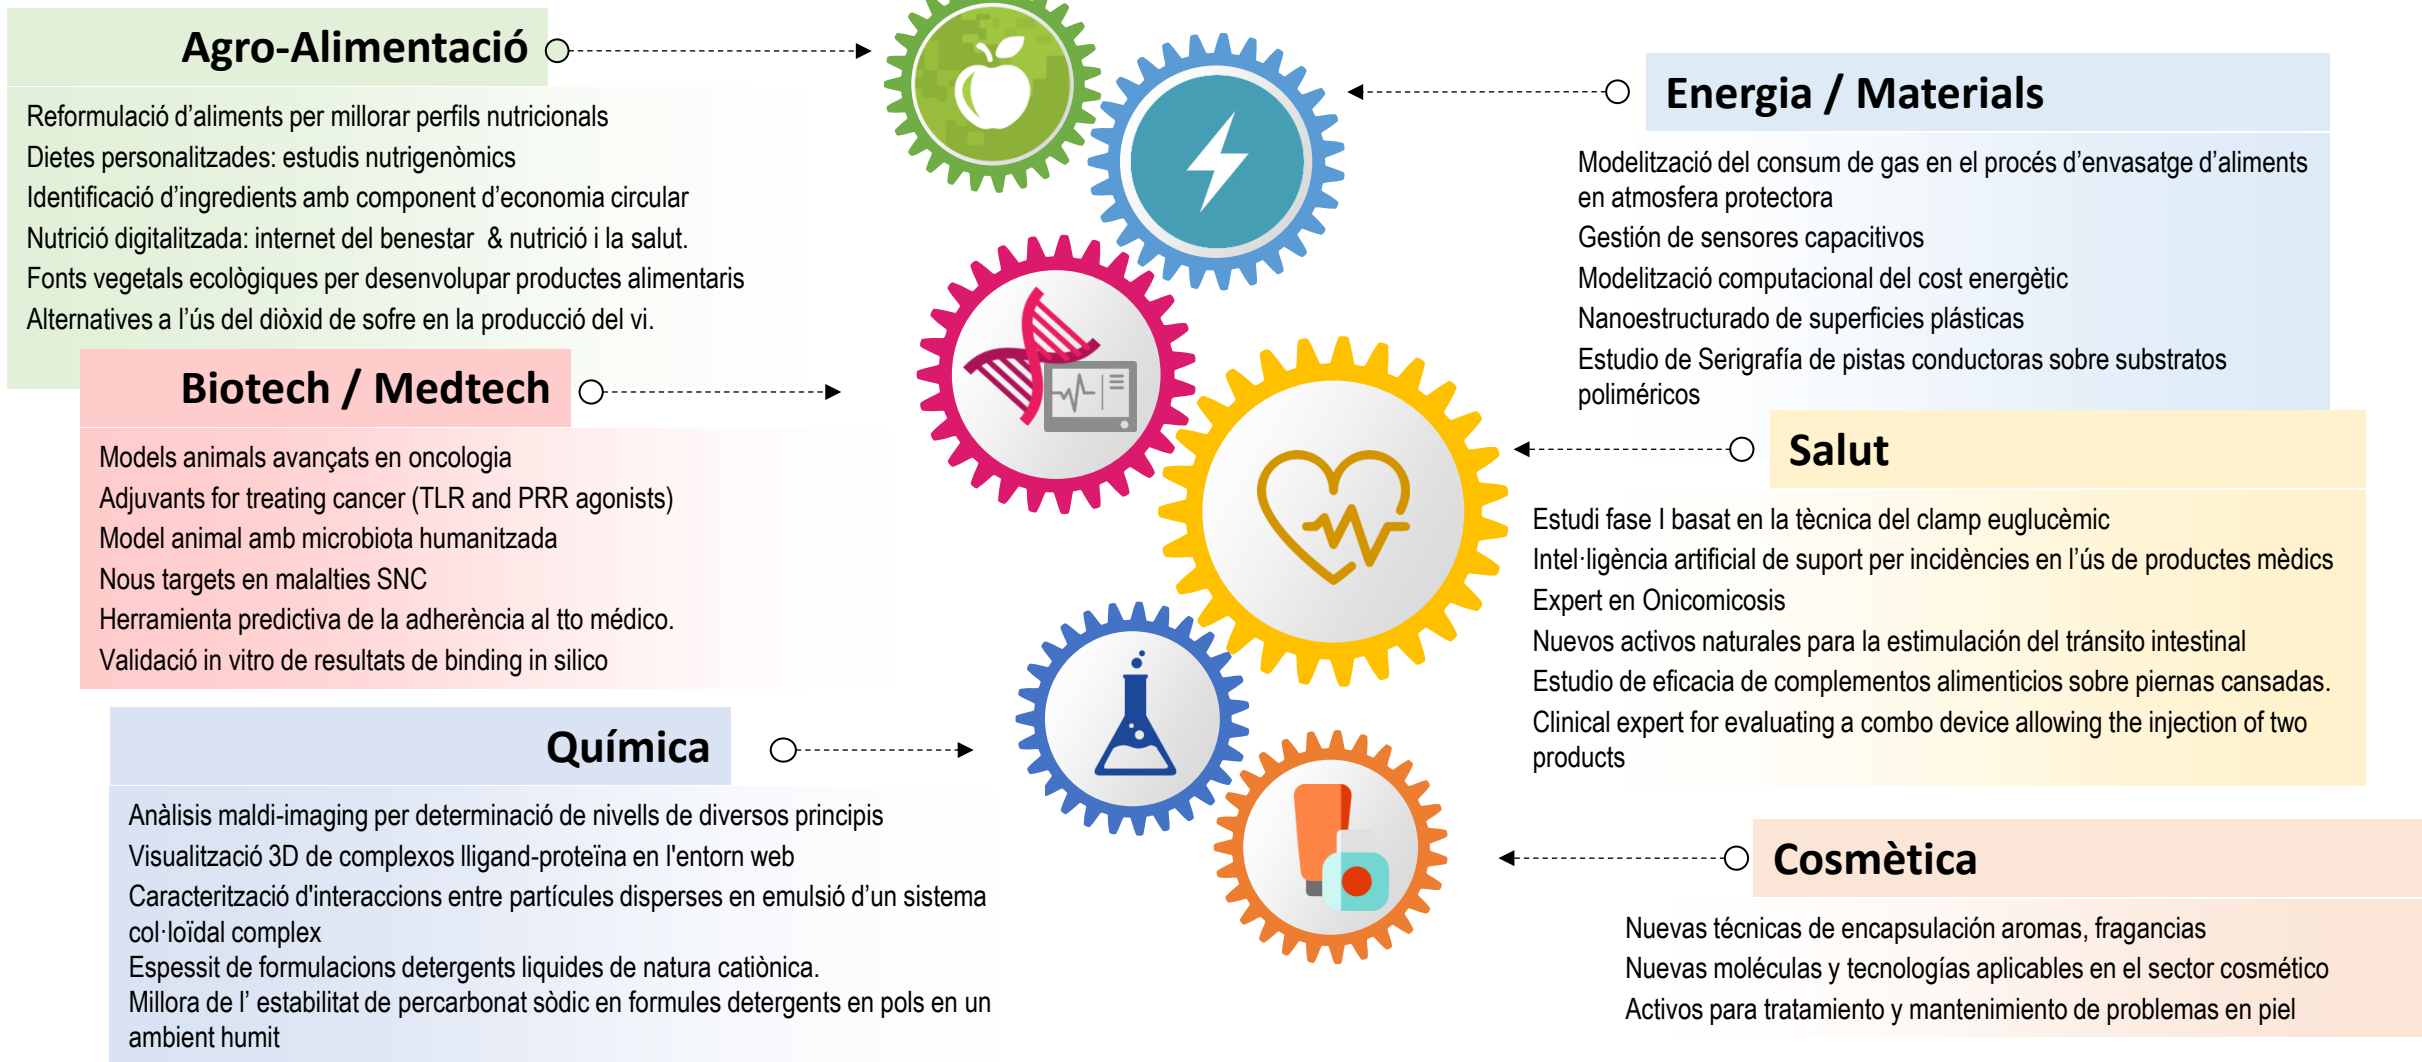 Agro-Alimentació
Reformulació d’aliments per millorar perfils nutricionals
Dietes personalitzades: estudis nutrigenòmics
Identificació d’ingredients amb component d’economia circular
Nutrició digitalitzada: internet del benestar  & nutrició i la salut.
Fonts vegetals ecològiques per desenvolupar productes alimentaris
Alternatives a l’ús del diòxid de sofre en la producció del vi.
Biotech / Medtech
Models animals avançats en oncologia
Adjuvants for treating cancer (TLR and PRR agonists)
Model animal amb microbiota humanitzada
Nous targets en malalties SNC
Herramienta predictiva de la adherència al tto médico.
Validació in vitro de resultats de binding in silico
Química
Anàlisis maldi-imaging per determinació de nivells de diversos principis
Visualització 3D de complexos lligand-proteïna en l'entorn web
Caracterització d'interaccions entre partícules disperses en emulsió d’un sistema
col·loïdal complex
Espessit de formulacions detergents liquides de natura catiònica.
Millora de l’ estabilitat de percarbonat sòdic en formules detergents en pols en un
ambient humit
Energia / Materials
Modelització del consum de gas en el procés d’envasatge d’aliments
en atmosfera protectora
Gestión de sensores capacitivos
Modelització computacional del cost energètic
Nanoestructurado de superficies plásticas
Estudio de Serigrafía de pistas conductoras sobre substratos
poliméricos
Salut
Estudi fase I basat en la tècnica del clamp euglucèmic
Intel·ligència artificial de suport per incidències en l’ús de productes mèdics
Expert en Onicomicosis
Nuevos activos naturales para la estimulación del tránsito intestinal
Estudio de eficacia de complementos alimenticios sobre piernas cansadas.
Clinical expert for evaluating a combo device allowing the injection of two
products
Cosmètica
Nuevas técnicas de encapsulación aromas, fragancias
Nuevas moléculas y tecnologías aplicables en el sector cosmético
Activos para tratamiento y mantenimiento de problemas en piel